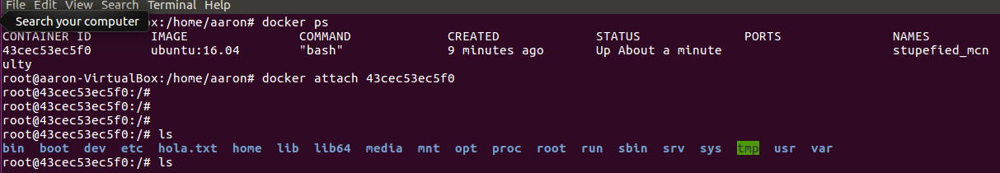 File Edit View Search Terminal Help
Search your computer
ox:/home/aaron# docker ps
CONTAINER ID IMAGE COMMAND CREATED STATUS PORTS NAMES
43cec53ec5f0 ubuntu:16.04 "bash" 9 minutes ago Up About a minute stupefied_mcn
ulty
root@aaron-VirtualBox:/home/aaron# docker attach 43cec53ec5f0
root@43cec53ec5f0:/#
root@43cec53ec5f0:/#
root@43cec53ec5f0:/#
root@43cec53ec5f0:/# ls
bin boot dev etc hola.txt home lib lib64 media mnt opt proc root run sbin srv sys tmp usr var
root@43cec53ec5f0:/# ls